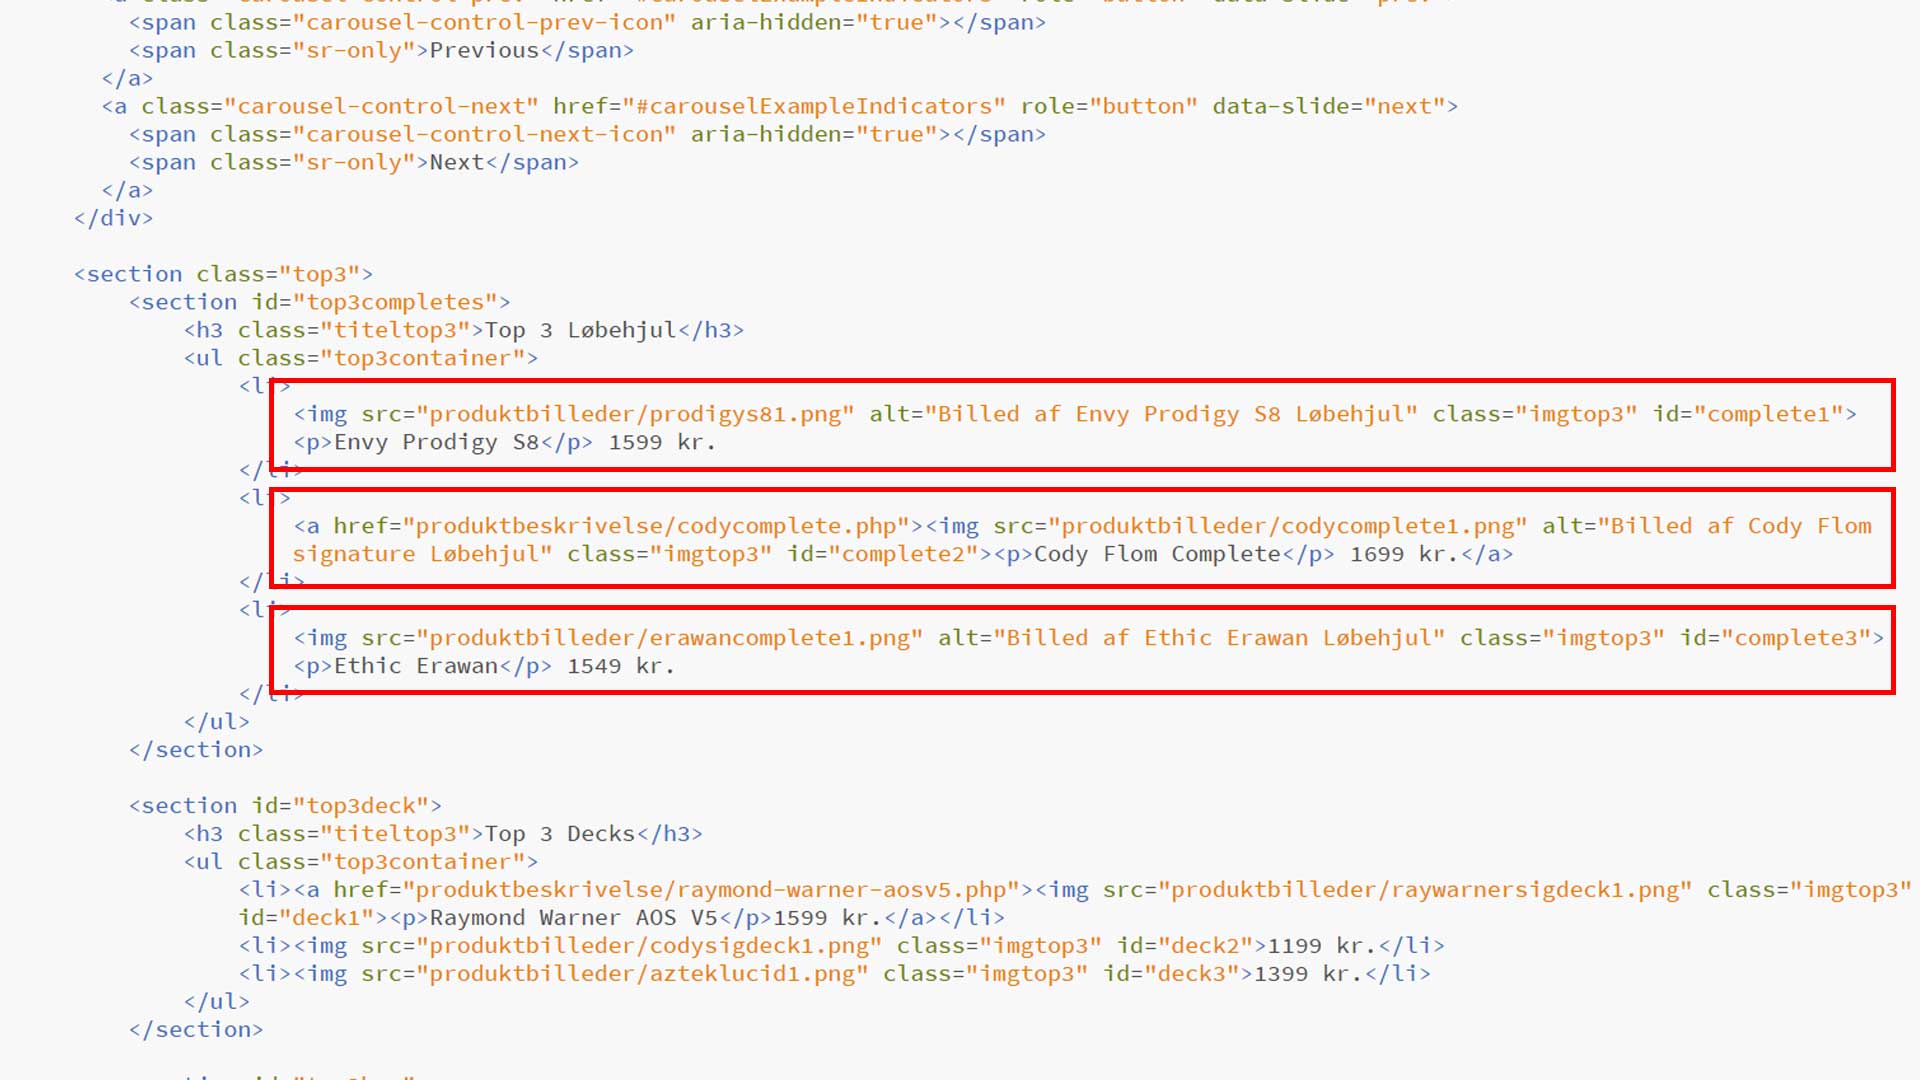 <span class="carousel-control-prev-icon" aria-hidden="true"></span>
<span class="sr-only">Previous</span>
</a>
<a class="carousel-control-next" href="#carouselExampleIndicators" role="button" data-slide="next">
<span class="carousel-control-next-icon" aria-hidden="true"></span>
<span class="sr-only">Next</span>
</a>
</div>
<section class="top3">
<section id="top3completes">
<h3 class="titeltop3">Top 3 Løbehjul</h3>
<ul class="top3container">
<li>
<img src="produktbilleder/prodigys81.png" alt="Billed af Envy Prodigy S8 Løbehjul" class="imgtop3" id="complete1">
<p>Envy Prodigy S8</p> 1599 kr.
</li>
<li>
<a href="produktbeskrivelse/codycomplete.php"><img src="produktbilleder/codycomplete1.png" alt="Billed af Cody Flom
signature Løbehjul" class="imgtop3" id="complete2"><p>Cody Flom Complete</p> 1699 kr.</a>
</li>
<li>
<img src="produktbilleder/erawancomplete1.png" alt="Billed af Ethic Erawan Løbehjul" class="imgtop3" id="complete3">
<p>Ethic Erawan</p> 1549 kr.
</li>
</ul>
</section>
<section id="top3deck">
<h3 class="titeltop3">Top 3 Decks</h3>
<ul class="top3container">
<li><a href="produktbeskrivelse/raymond-warner-aosv5.php"><img src="produktbilleder/raywarnersigdeck1.png" class="imgtop3"
id="deck1"><p>Raymond Warner AOS V5</p>1599 kr.</a></li>
<li><img src="produktbilleder/codysigdeck1.png" class="imgtop3" id="deck2">1199 kr.</li>
<li><img src="produktbilleder/azteklucid1.png" class="imgtop3" id="deck3">1399 kr.</li>
</ul>
</section>